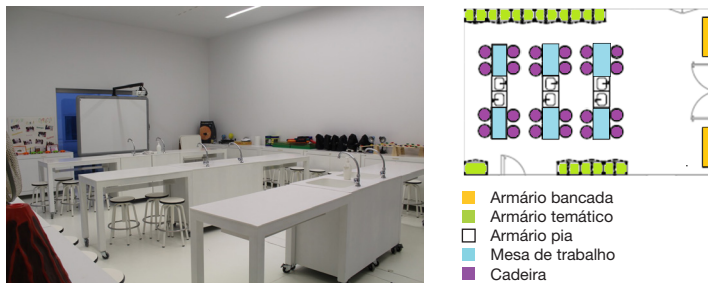 Armário bancada
Armário temático
Armário pia
Mesa de trabalho
Cadeira